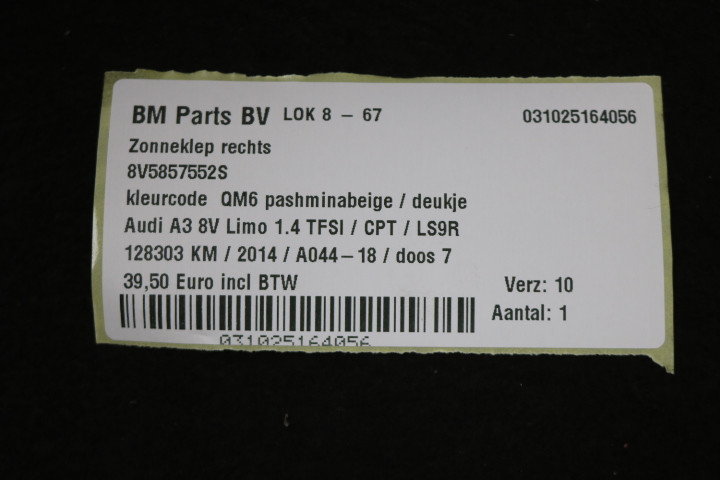 BM Parts BV LOK 8 - 67 031025164056
Zonneklep rechts
8V5857552S
kleurcode QM6 pashminabeige / deukje
Audi A3 8V Limo 1.4 TFSI / CPT / LS9R
128303 KM / 2014 / A044-18 / doos 7
39,50 Euro incl BTW Verz: 10
Aantal: 1
031025164056